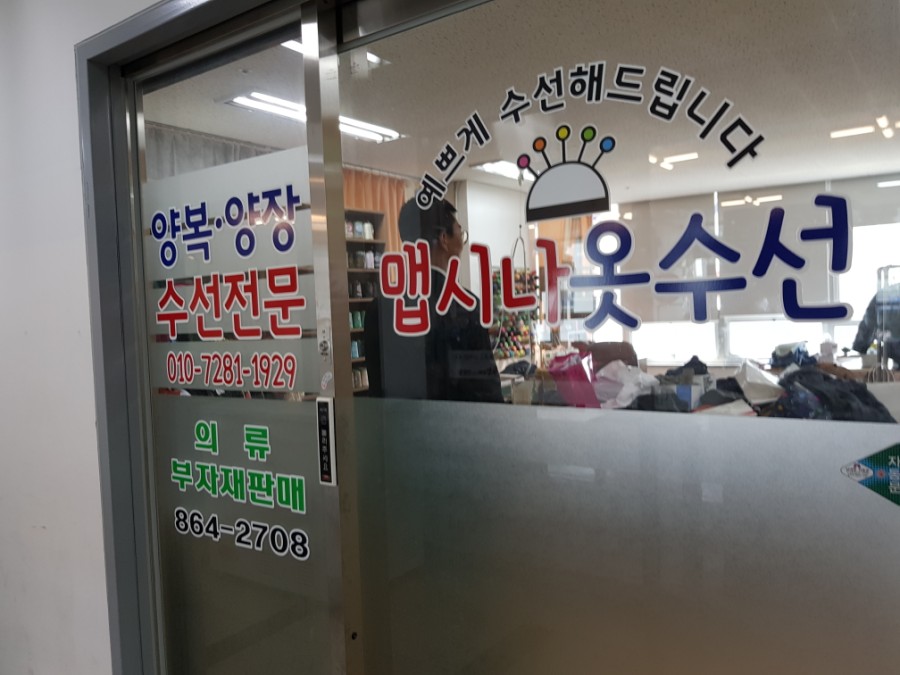 예쁘게 수선해드립니다
맵시나옷수선
양복·양장
수선전문
010-7281-1929
의 류
부자재판매
864-2708